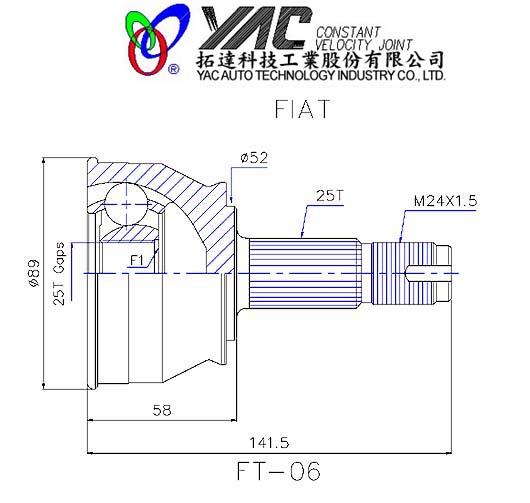 YAC CONSTANT
VELOCITY JOINT
®
拓達科技工業股份有限公司
YAC AUTO TECHNOLOGY INDUSTRY CO., LTD.
FIAT
ø52
25T
M24X1.5
F1
ø89
25T Gaps
58
141.5
FT-06